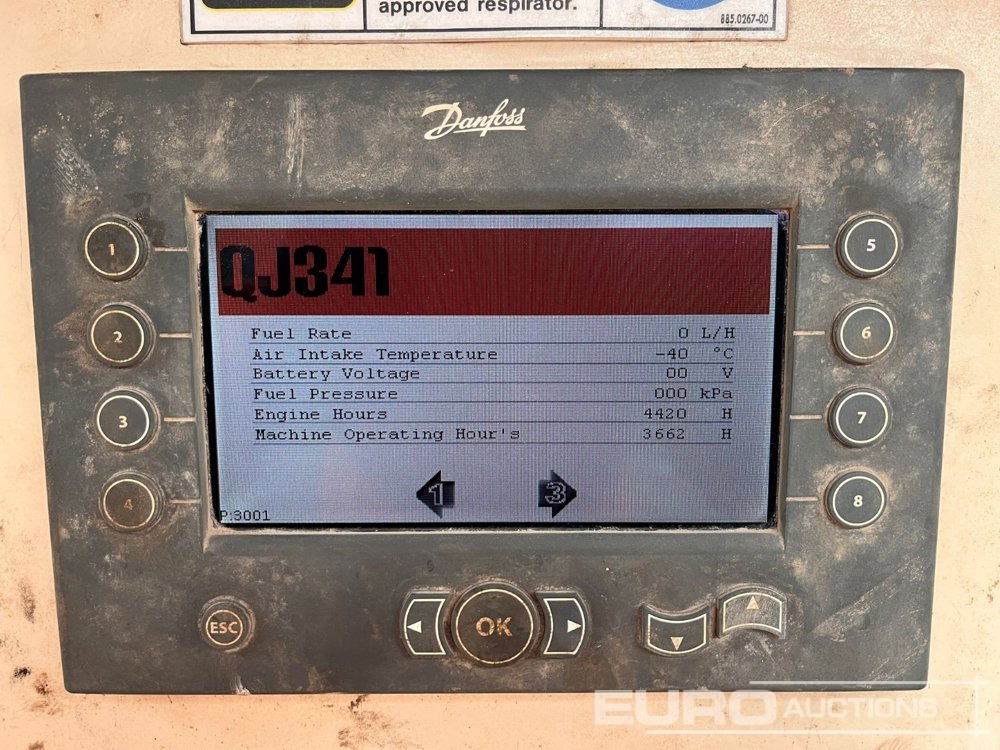 approved respirator.
885.0267-00
Danfoss
QJ341
1
2
3
4
5
6
7
8
Fuel Rate 0 L/H
Air Intake Temperature -40 °C
Battery Voltage 00 V
Fuel Pressure 000 kPa
Engine Hours 4420 H
Machine Operating Hour's 3662 H
1 3
P:3001
ESC
OK
EURO AUCTIONS